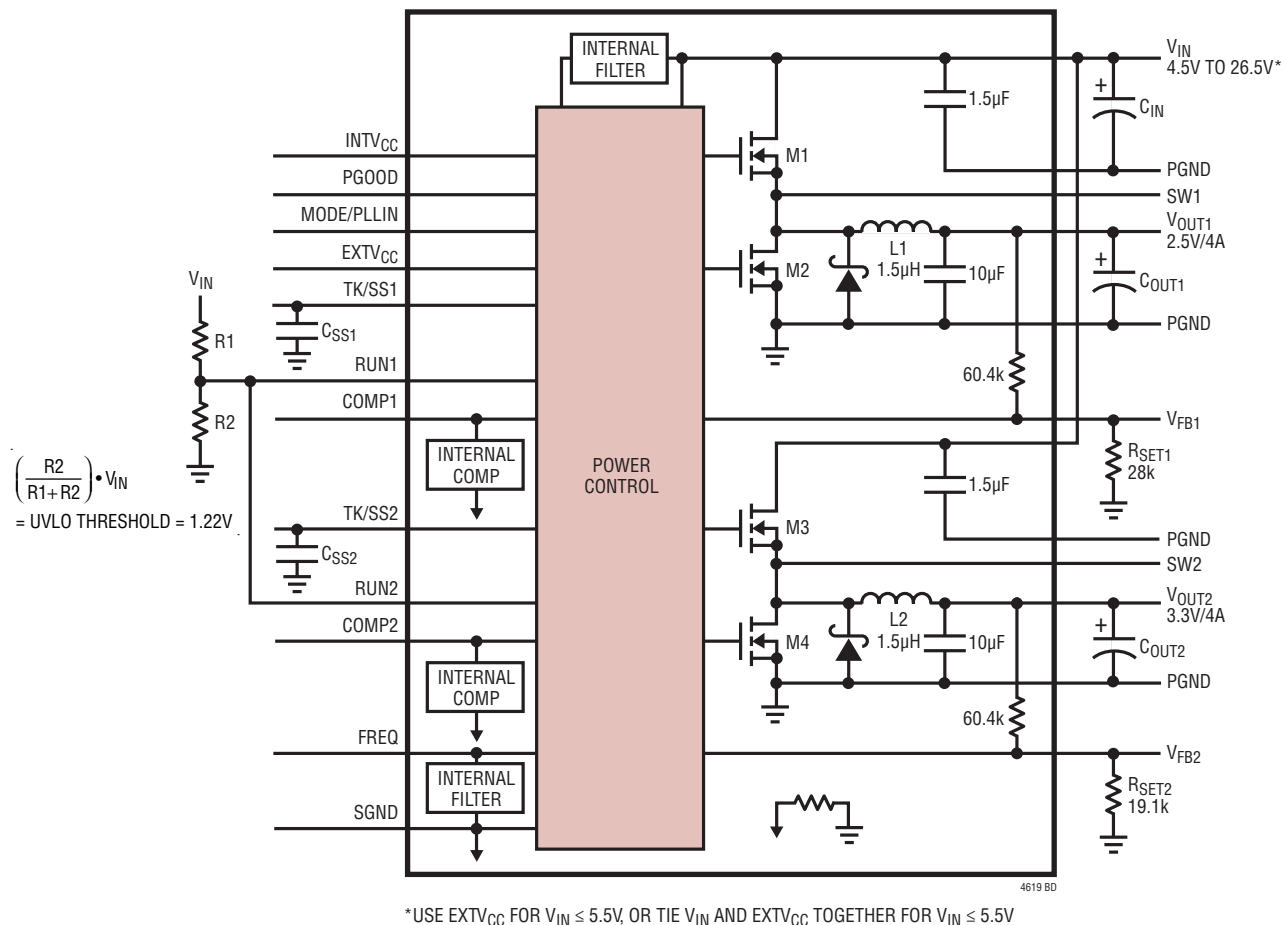 INTERNAL
FILTER
V_IN
4.5V TO 26.5V*
1.5µF
+
C_IN
INTV_CC
M1
PGOOD
PGND
SW1
MODE/PLLIN
V_OUT1
2.5V/4A
EXTV_CC
L1
1.5µH
10µF
M2
+
C_OUT1
V_IN
TK/SS1
C_SS1
PGND
R1
RUN1
60.4k
COMP1
V_FB1
R2
INTERNAL
COMP
POWER
CONTROL
R_SET1
28k
1.5µF
(R2/(R1+R2))•V_IN
= UVLO THRESHOLD = 1.22V
TK/SS2
C_SS2
M3
PGND
SW2
RUN2
V_OUT2
3.3V/4A
COMP2
L2
1.5µH
10µF
M4
+
C_OUT2
INTERNAL
COMP
PGND
60.4k
FREQ
V_FB2
INTERNAL
FILTER
R_SET2
19.1k
SGND
4619 BD
*USE EXTV_CC FOR V_IN ≤ 5.5V, OR TIE V_IN AND EXTV_CC TOGETHER FOR V_IN ≤ 5.5V